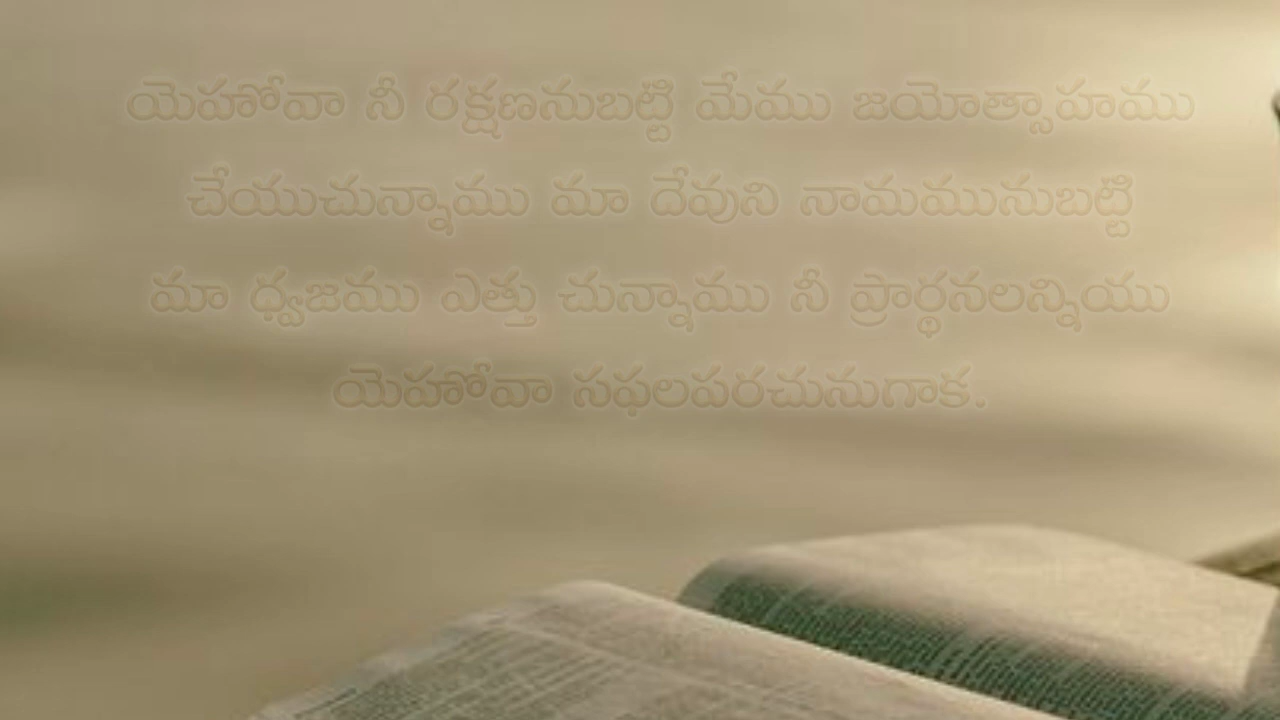 యెహోవా నీ రక్షణనుబట్టి మేము జయోత్సాహము
చేయుచున్నాము మా దేవుని నామమునుబట్టి
మా ధ్వజము ఎత్తు చున్నాము నీ ప్రార్థనలన్నియు
యెహోవా సఫలపరచునుగాక.